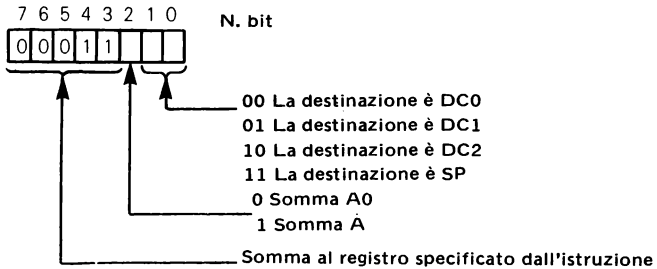 7 6 5 4 3 2 1 0 N. bit
0 0 0 1 1
00 La destinazione è DC0
01 La destinazione è DC1
10 La destinazione è DC2
11 La destinazione è SP
0 Somma A0
1 Somma A
Somma al registro specificato dall'istruzione